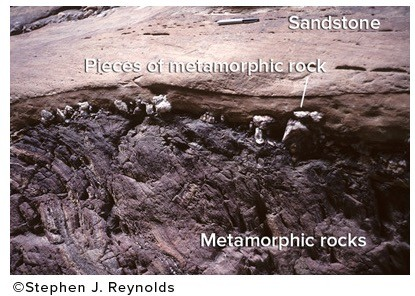 Sandstone
Pieces of metamorphic rock
Metamorphic rocks
©Stephen J. Reynolds